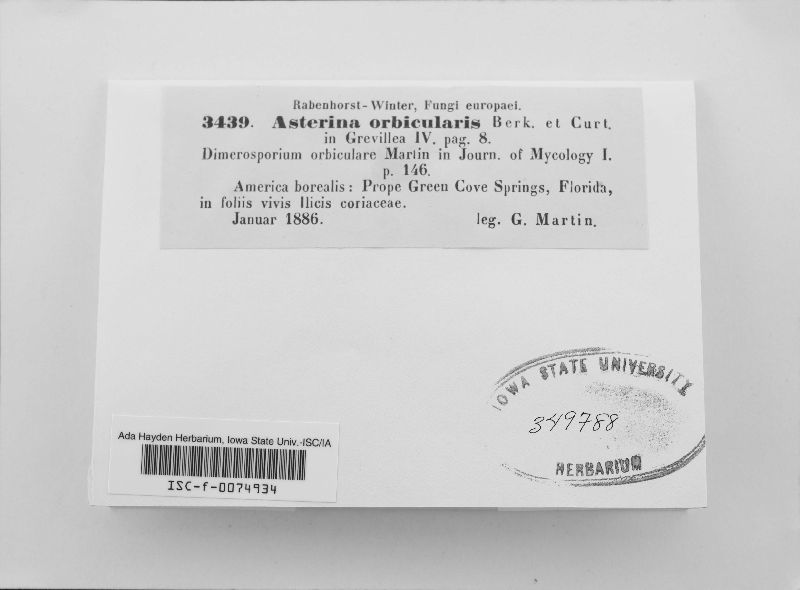 Rabenhorst-Winter, Fungi europaei.
3439. Asterina orbicularis Berk. et Curt.
in Grevillea IV. pag. 8.
Dimerosporium orbiculare Martin in Journ. of Mycology I.
p. 146.
America borealis: Prope Green Cove Springs, Florida,
in foliis vivis Ilicis coriaceae.
Januar 1886. leg. G. Martin.
IOWA STATE UNIVERSITY
349788
HERBARIUM
Ada Hayden Herbarium, Iowa State Univ.-ISC/IA
ISC-f-0074934